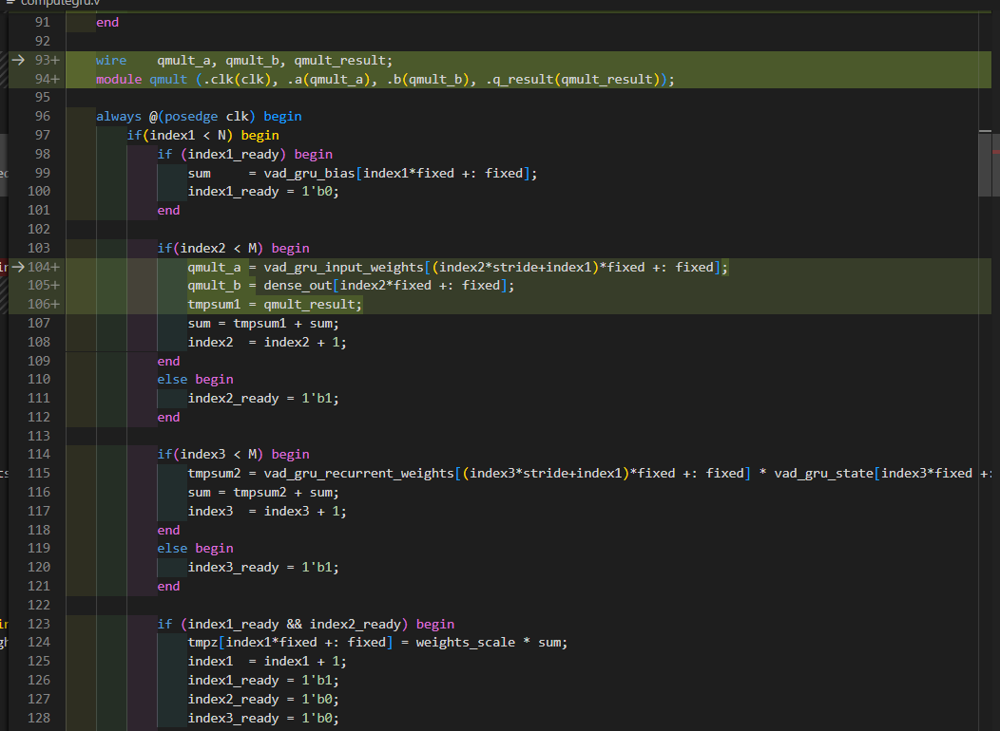 computegru.v
91 end
92
93+ wire qmult_a, qmult_b, qmult_result;
94+ module qmult (.clk(clk), .a(qmult_a), .b(qmult_b), .q_result(qmult_result));
95
96 always @(posedge clk) begin
97 if(index1 < N) begin
98 if (index1_ready) begin
99 sum = vad_gru_bias[index1*fixed +: fixed];
100 index1_ready = 1'b0;
101 end
102
103 if(index2 < M) begin
104+ qmult_a = vad_gru_input_weights[(index2*stride+index1)*fixed +: fixed];
105+ qmult_b = dense_out[index2*fixed +: fixed];
106+ tmpsum1 = qmult_result;
107 sum = tmpsum1 + sum;
108 index2 = index2 + 1;
109 end
110 else begin
111 index2_ready = 1'b1;
112 end
113
114 if(index3 < M) begin
115 tmpsum2 = vad_gru_recurrent_weights[(index3*stride+index1)*fixed +: fixed] * vad_gru_state[index3*fixed +:
116 sum = tmpsum2 + sum;
117 index3 = index3 + 1;
118 end
119 else begin
120 index3_ready = 1'b1;
121 end
122
123 if (index1_ready && index2_ready) begin
124 tmpz[index1*fixed +: fixed] = weights_scale * sum;
125 index1 = index1 + 1;
126 index1_ready = 1'b1;
127 index2_ready = 1'b0;
128 index3_ready = 1'b0;